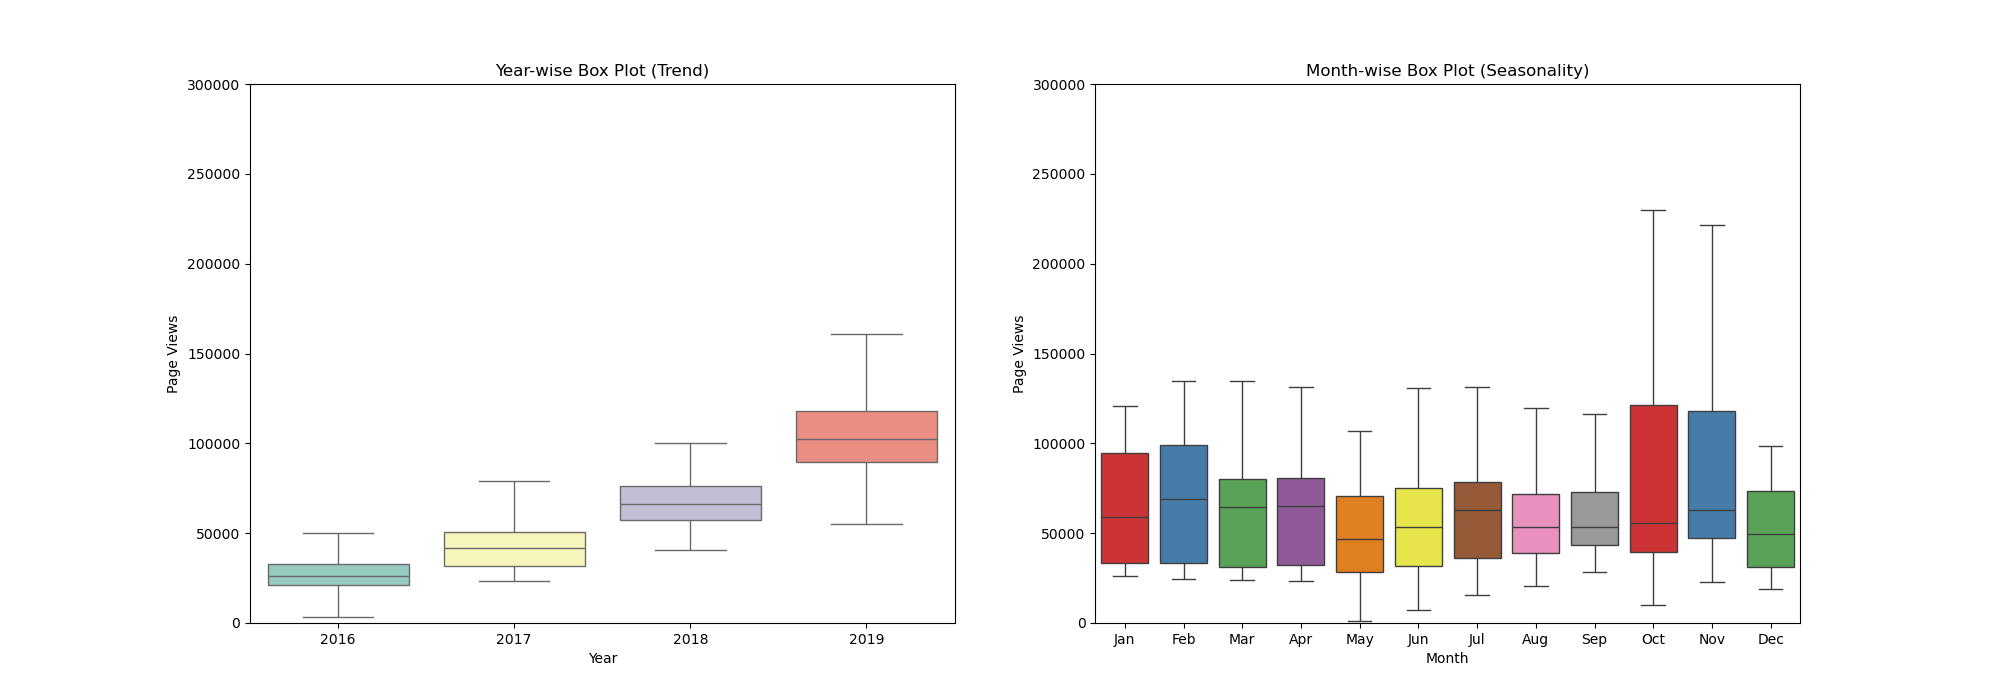 Year-wise Box Plot (Trend)
300000
250000
200000
150000
100000
50000
0
Page Views
2016 2017 2018 2019
Year
Month-wise Box Plot (Seasonality)
300000
250000
200000
150000
100000
50000
0
Page Views
Jan Feb Mar Apr May Jun Jul Aug Sep Oct Nov Dec
Month